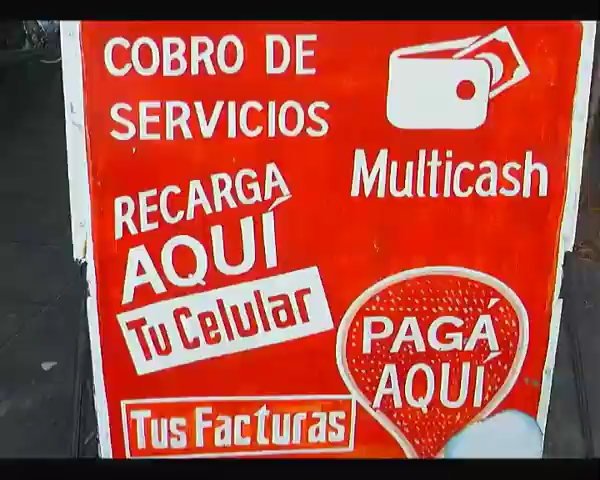 COBRO DE
SERVICIOS
Multicash
RECARGA
AQUÍ
Tu Celular
PAGÁ
AQUÍ
Tus Facturas